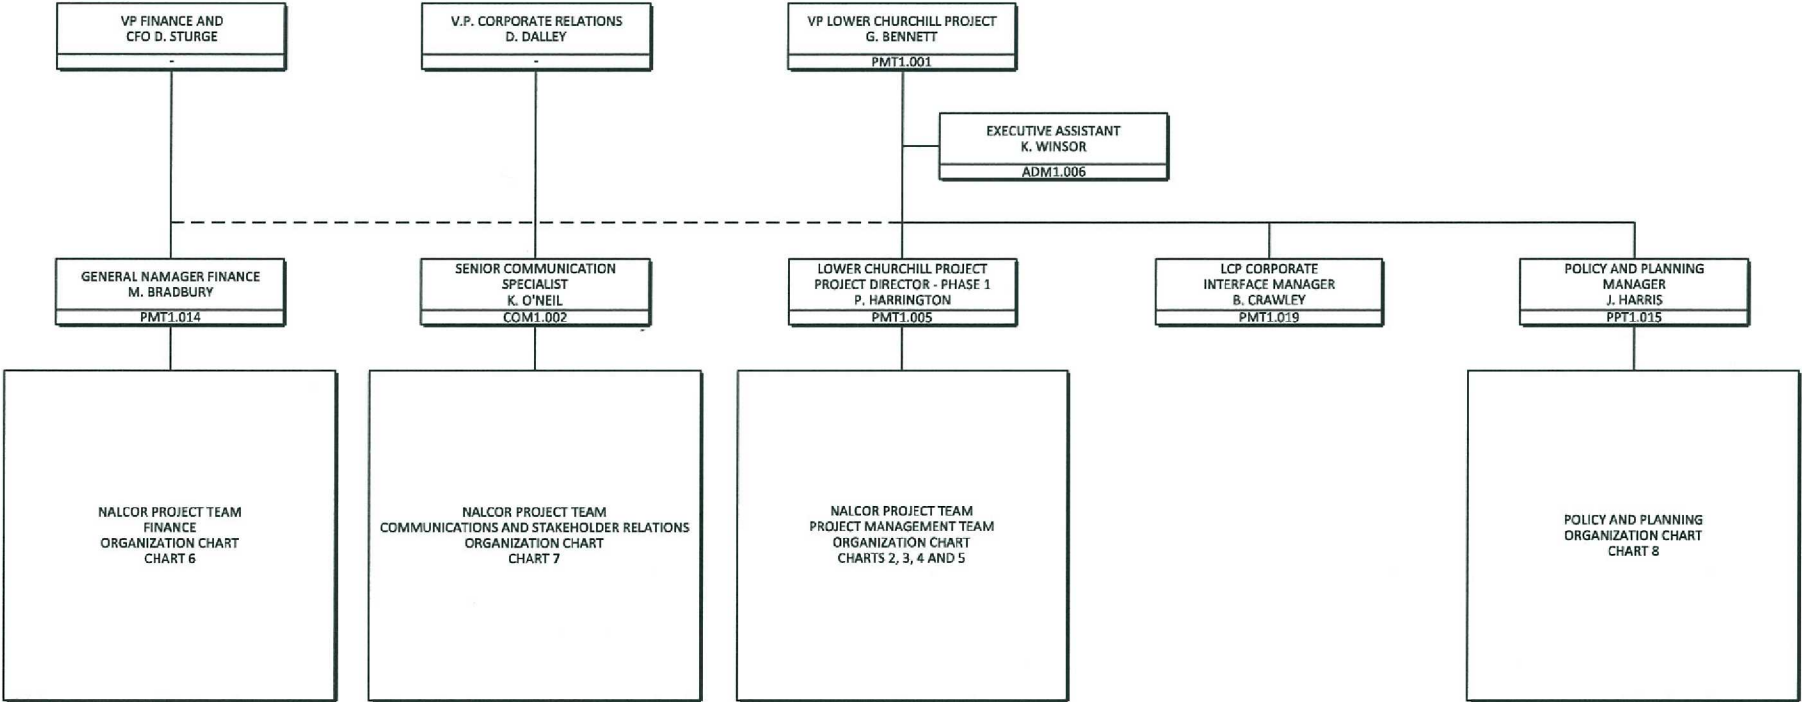 VP FINANCE AND
CFO D. STURGE
-
V.P. CORPORATE RELATIONS
D. DALLEY
-
VP LOWER CHURCHILL PROJECT
G. BENNETT
PMT1.001
EXECUTIVE ASSISTANT
K. WINSOR
ADM1.006
GENERAL NAMAGER FINANCE
M. BRADBURY
PMT1.014
SENIOR COMMUNICATION
SPECIALIST
K. O'NEIL
COM1.002
LOWER CHURCHILL PROJECT
PROJECT DIRECTOR - PHASE 1
P. HARRINGTON
PMT1.005
LCP CORPORATE
INTERFACE MANAGER
B. CRAWLEY
PMT1.019
POLICY AND PLANNING
MANAGER
J. HARRIS
PPT1.015
NALCOR PROJECT TEAM
FINANCE
ORGANIZATION CHART
CHART 6
NALCOR PROJECT TEAM
COMMUNICATIONS AND STAKEHOLDER RELATIONS
ORGANIZATION CHART
CHART 7
NALCOR PROJECT TEAM
PROJECT MANAGEMENT TEAM
ORGANIZATION CHART
CHARTS 2, 3, 4 AND 5
POLICY AND PLANNING
ORGANIZATION CHART
CHART 8